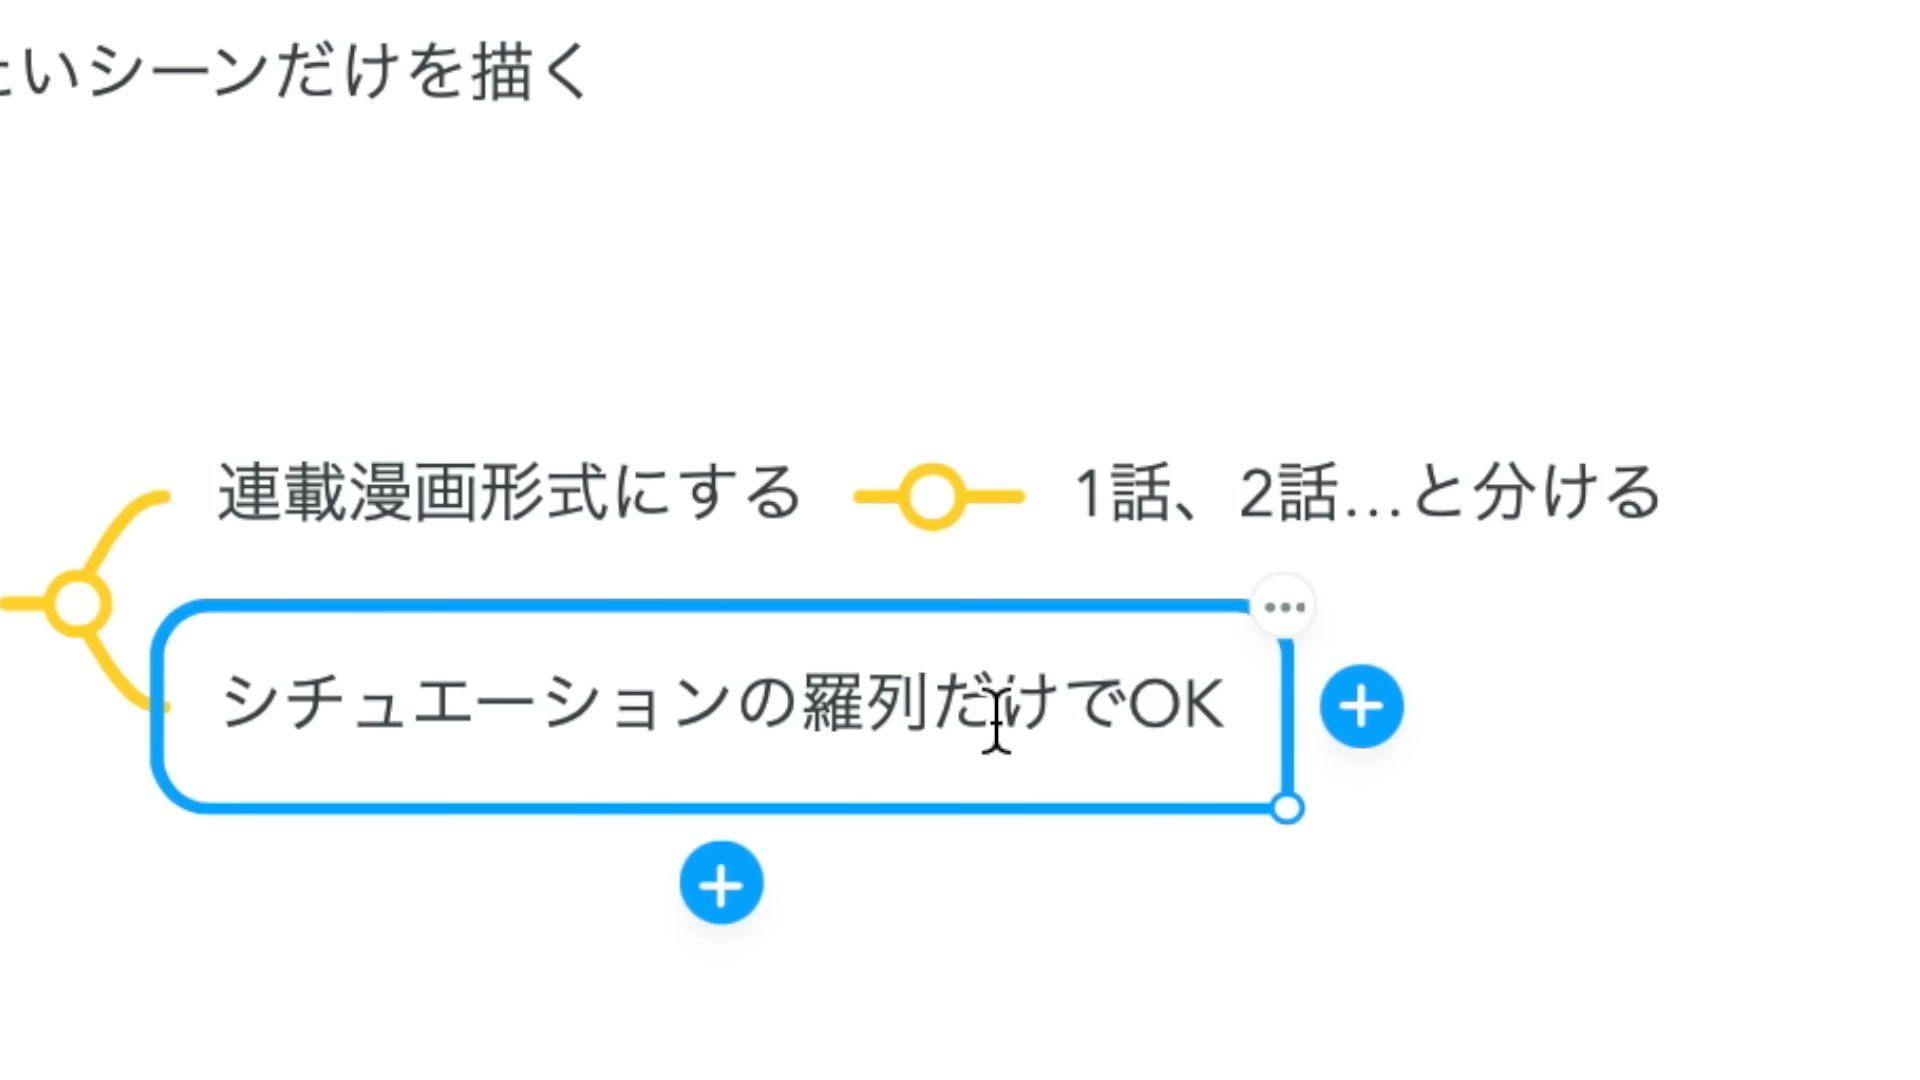 いシーンだけを描く
連載漫画形式にする
1話、2話…と分ける
シチュエーションの羅列だけでOK